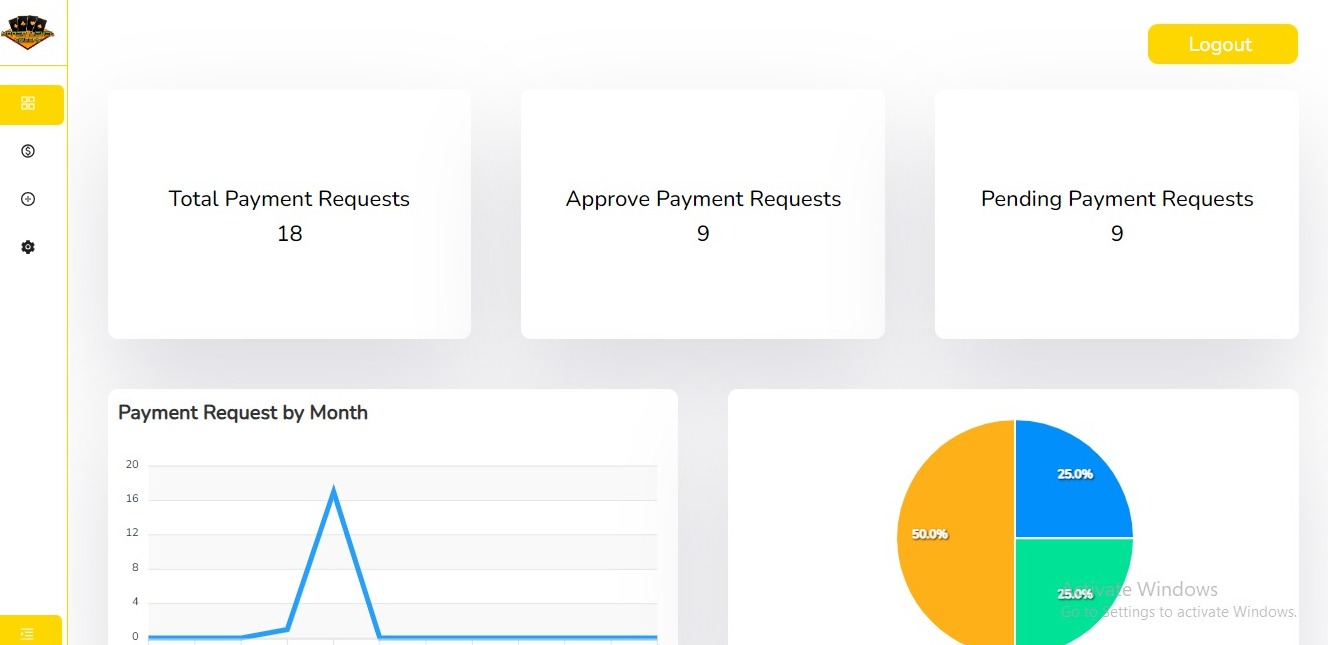 Logout
Total Payment Requests
18
Approve Payment Requests
9
Pending Payment Requests
9
Payment Request by Month
20
16
12
8
4
0
25.0%
50.0%
25.0%
Activate Windows
Go to Settings to activate Windows.